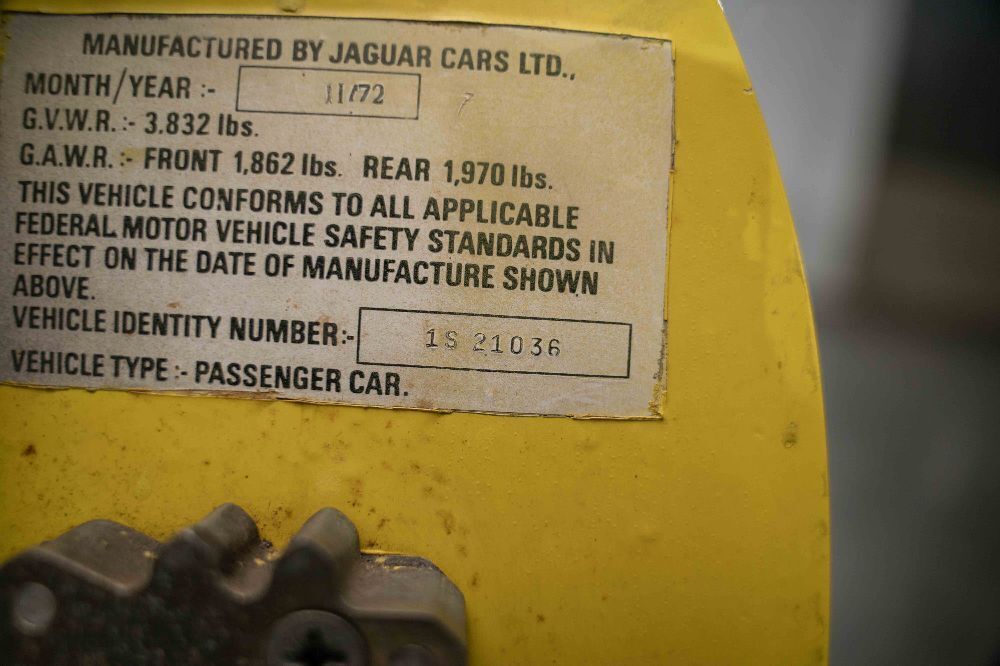 MANUFACTURED BY JAGUAR CARS LTD.,
MONTH/YEAR :- 11/72
G.V.W.R. :- 3.832 lbs.
G.A.W.R. :- FRONT 1,862 lbs. REAR 1,970 lbs.
THIS VEHICLE CONFORMS TO ALL APPLICABLE
FEDERAL MOTOR VEHICLE SAFETY STANDARDS IN
EFFECT ON THE DATE OF MANUFACTURE SHOWN
ABOVE.
VEHICLE IDENTITY NUMBER:- 1S 21036
VEHICLE TYPE :- PASSENGER CAR.